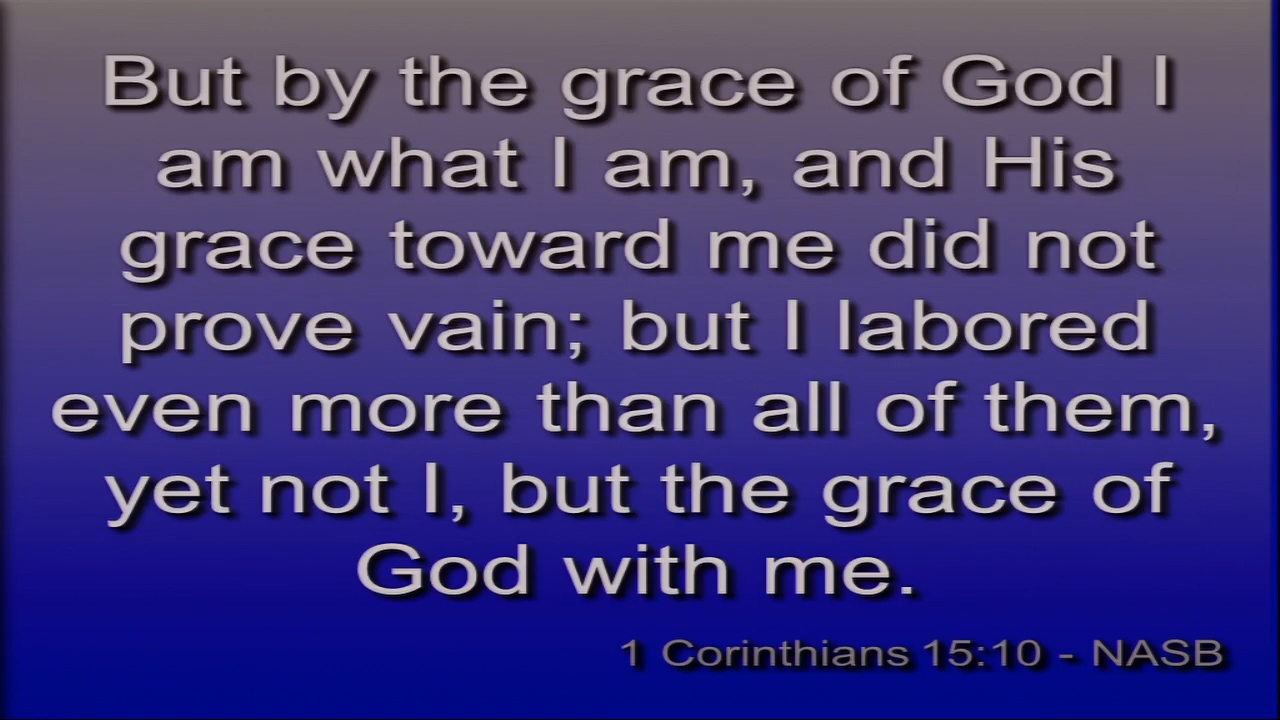 But by the grace of God I
am what I am, and His
grace toward me did not
prove vain; but I labored
even more than all of them,
yet not I, but the grace of
God with me.
1 Corinthians 15:10 - NASB